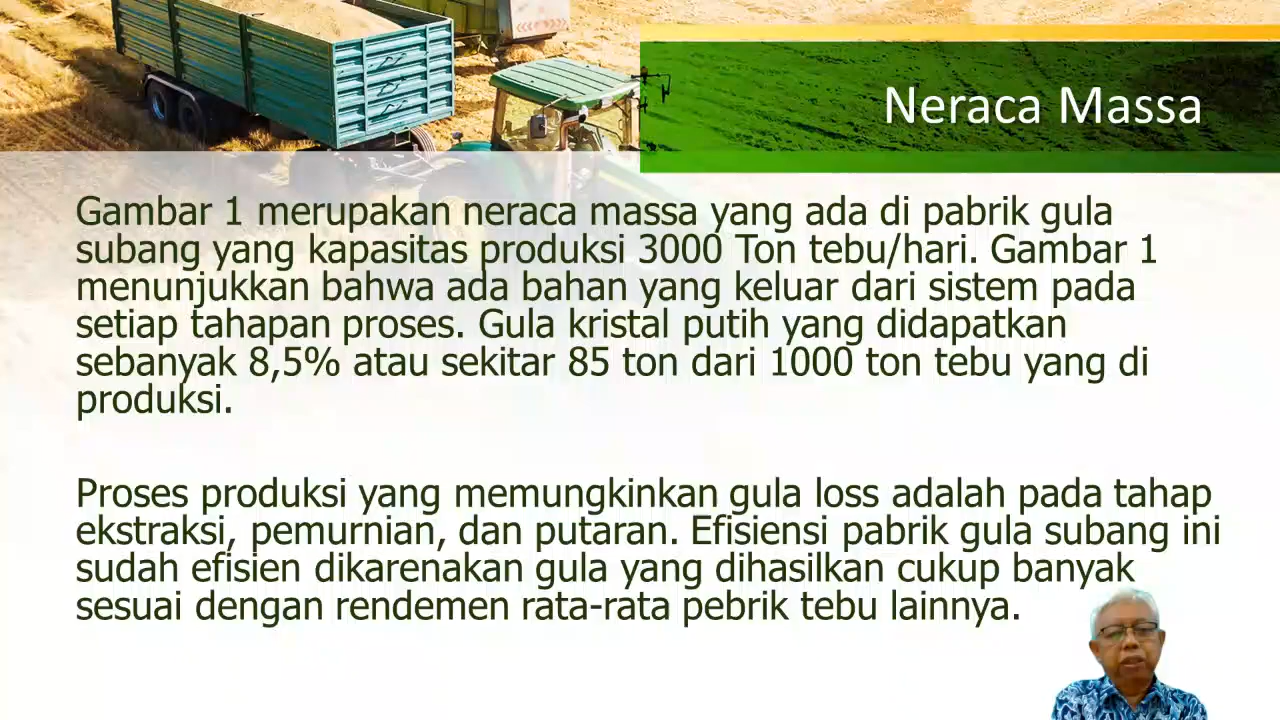 Neraca Massa
Gambar 1 merupakan neraca massa yang ada di pabrik gula
subang yang kapasitas produksi 3000 Ton tebu/hari. Gambar 1
menunjukkan bahwa ada bahan yang keluar dari sistem pada
setiap tahapan proses. Gula kristal putih yang didapatkan
sebanyak 8,5% atau sekitar 85 ton dari 1000 ton tebu yang di
produksi.
Proses produksi yang memungkinkan gula loss adalah pada tahap
ekstraksi, pemurnian, dan putaran. Efisiensi pabrik gula subang ini
sudah efisien dikarenakan gula yang dihasilkan cukup banyak
sesuai dengan rendemen rata-rata pebrik tebu lainnya.